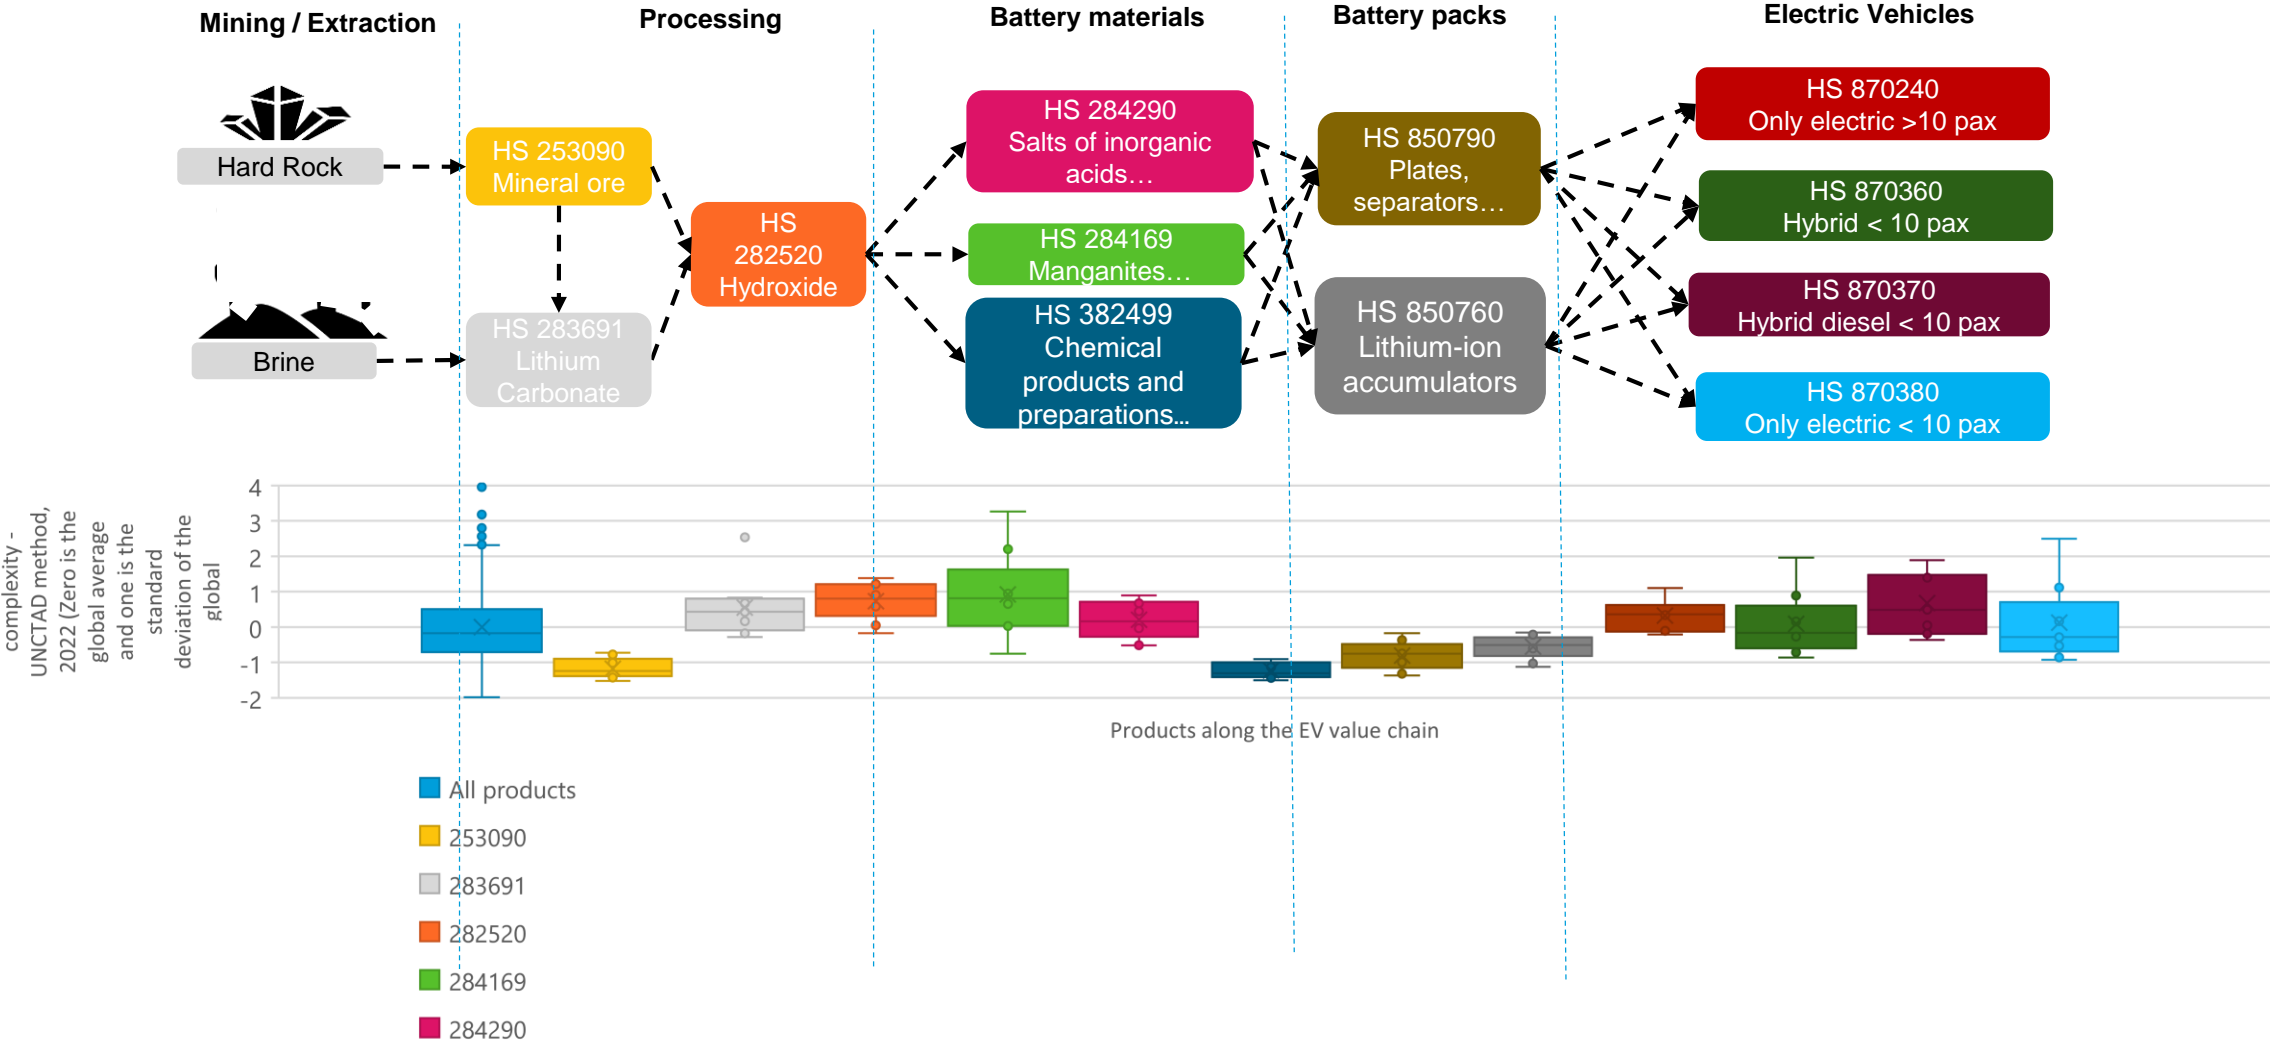 Mining / Extraction
Processing
Battery materials
Battery packs
Electric Vehicles
Hard Rock
Brine
HS 253090
Mineral ore
HS 283691
Lithium
Carbonate
HS
282520
Hydroxide
HS 284290
Salts of inorganic
acids…
HS 284169
Manganites…
HS 382499
Chemical
products and
preparations…
HS 850790
Plates,
separators…
HS 850760
Lithium-ion
accumulators
HS 870240
Only electric >10 pax
HS 870360
Hybrid < 10 pax
HS 870370
Hybrid diesel < 10 pax
HS 870380
Only electric < 10 pax
complexity -
UNCTAD method,
2022 (Zero is the
global average
and one is the
standard
deviation of the
global
4
3
2
1
0
-1
-2
Products along the EV value chain
All products
253090
283691
282520
284169
284290